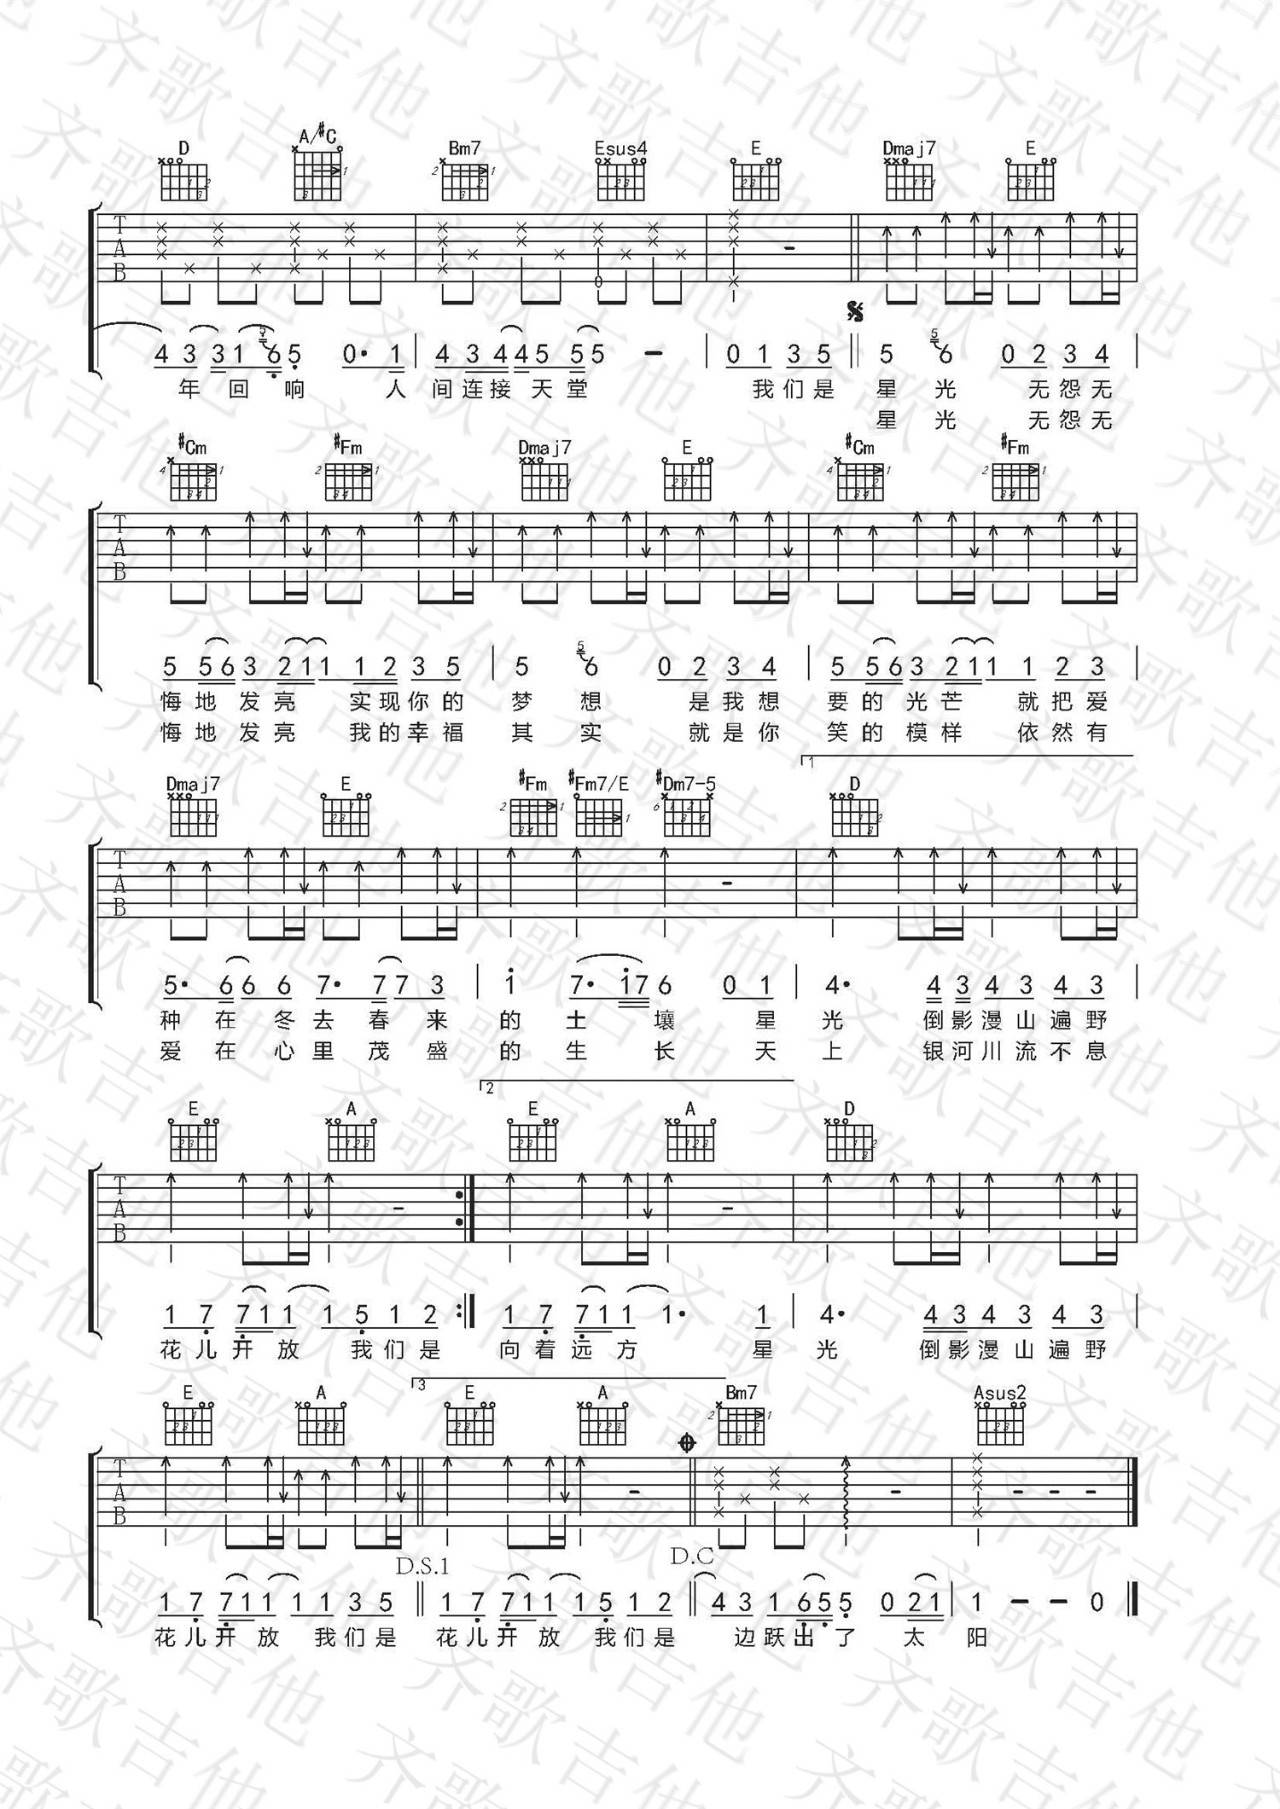 D A/#C Bm7 Esus4 E Dmaj7 E
T A B
4 3 3 1 5 6 5 0· 1 4 3 4 4 5 5 5 – 0 1 3 5 5 5 6 0 2 3 4
年 回 响 人 间 连 接 天 堂 我 们 是 星 光 无 怨 无
星 光 无 怨 无
#Cm #Fm Dmaj7 E #Cm #Fm
T A B
5 5 6 3 2 1 1 1 2 3 5 5 5 6 0 2 3 4 5 5 6 3 2 1 1 1 2 3
悔 地 发 亮 实 现 你 的 梦 想 是 我 想 要 的 光 芒 就 把 爱
悔 地 发 亮 我 的 幸 福 其 实 就 是 你 笑 的 模 样 依 然 有
1
Dmaj7 E #Fm #Fm7/E #Dm7-5 D
T A B
5· 6 6 6 7· 7 7 3 1 7· 1 7 6 0 1 4· 4 3 4 3 4 3
种 在 冬 去 春 来 的 土 壤 星 光 倒 影 漫 山 遍 野
爱 在 心 里 茂 盛 的 生 长 天 上 银 河 川 流 不 息
2
E A E A D
T A B
1 7 7 1 1 1 5 1 2 1 7 7 1 1 1· 1 4· 4 3 4 3 4 3
花 儿 开 放 我 们 是 向 着 远 方 星 光 倒 影 漫 山 遍 野
3
E A E A Bm7 Asus2
T A B
D.S.1 D.C
1 7 7 1 1 1 1 3 5 1 7 7 1 1 1 5 1 2 4 3 1 6 5 5 0 2 1 1 – – 0
花 儿 开 放 我 们 是 花 儿 开 放 我 们 是 边 跃 出 了 太 阳
齐歌吉他